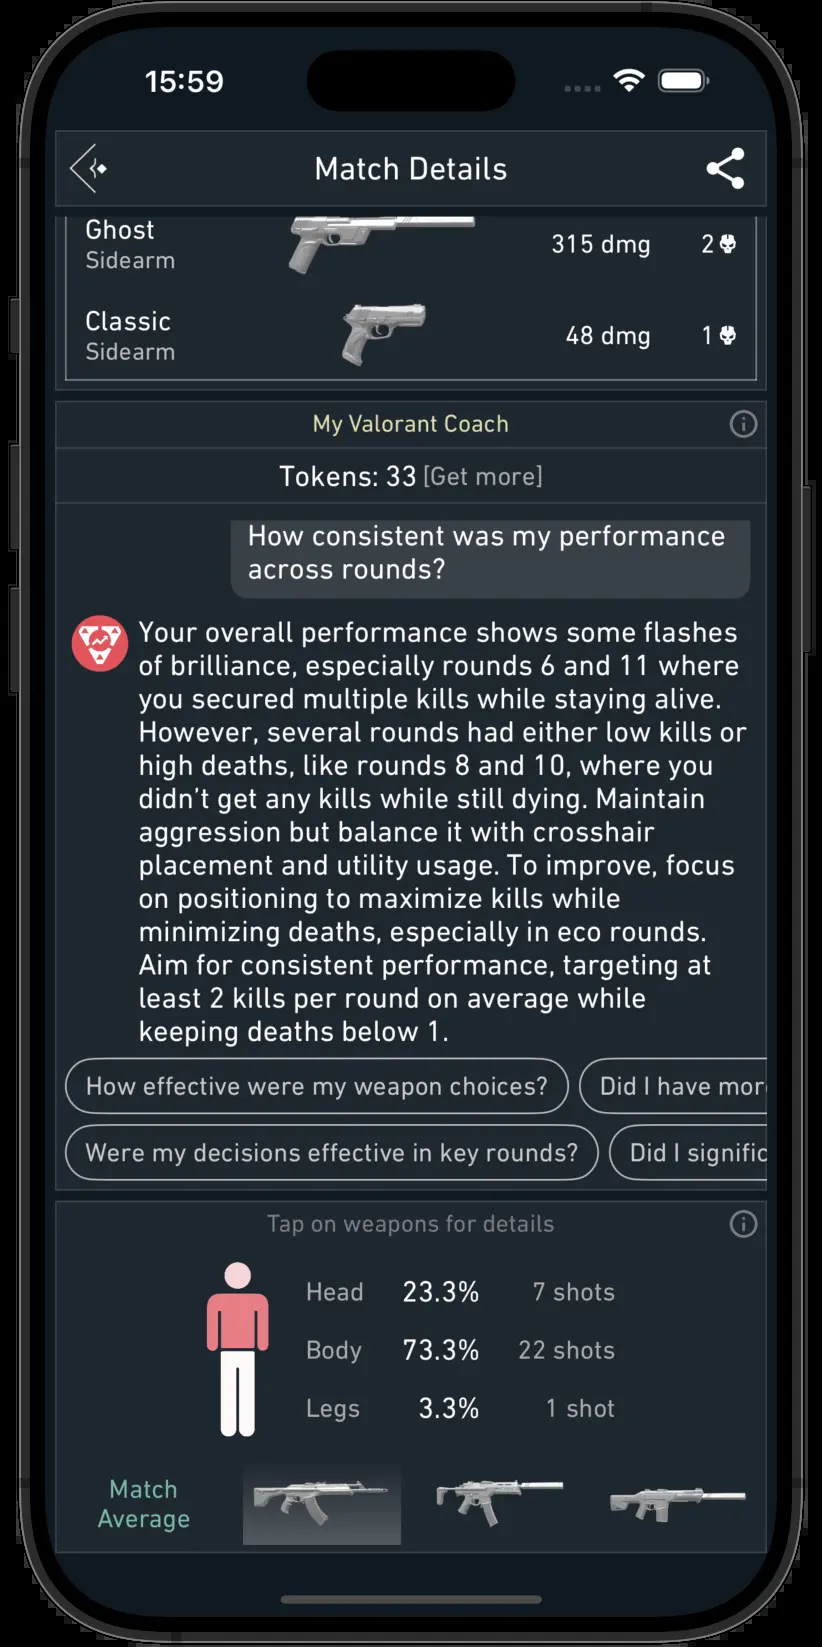 15:59
Match Details
Ghost
Sidearm
315 dmg
2
Classic
Sidearm
48 dmg
1
My Valorant Coach
Tokens: 33 [Get more]
How consistent was my performance
across rounds?
Your overall performance shows some flashes
of brilliance, especially rounds 6 and 11 where
you secured multiple kills while staying alive.
However, several rounds had either low kills or
high deaths, like rounds 8 and 10, where you
didn't get any kills while still dying. Maintain
aggression but balance it with crosshair
placement and utility usage. To improve, focus
on positioning to maximize kills while
minimizing deaths, especially in eco rounds.
Aim for consistent performance, targeting at
least 2 kills per round on average while
keeping deaths below 1.
How effective were my weapon choices?
Did I have mor
Were my decisions effective in key rounds?
Did I signific
Tap on weapons for details
Head 23.3% 7 shots
Body 73.3% 22 shots
Legs 3.3% 1 shot
Match
Average